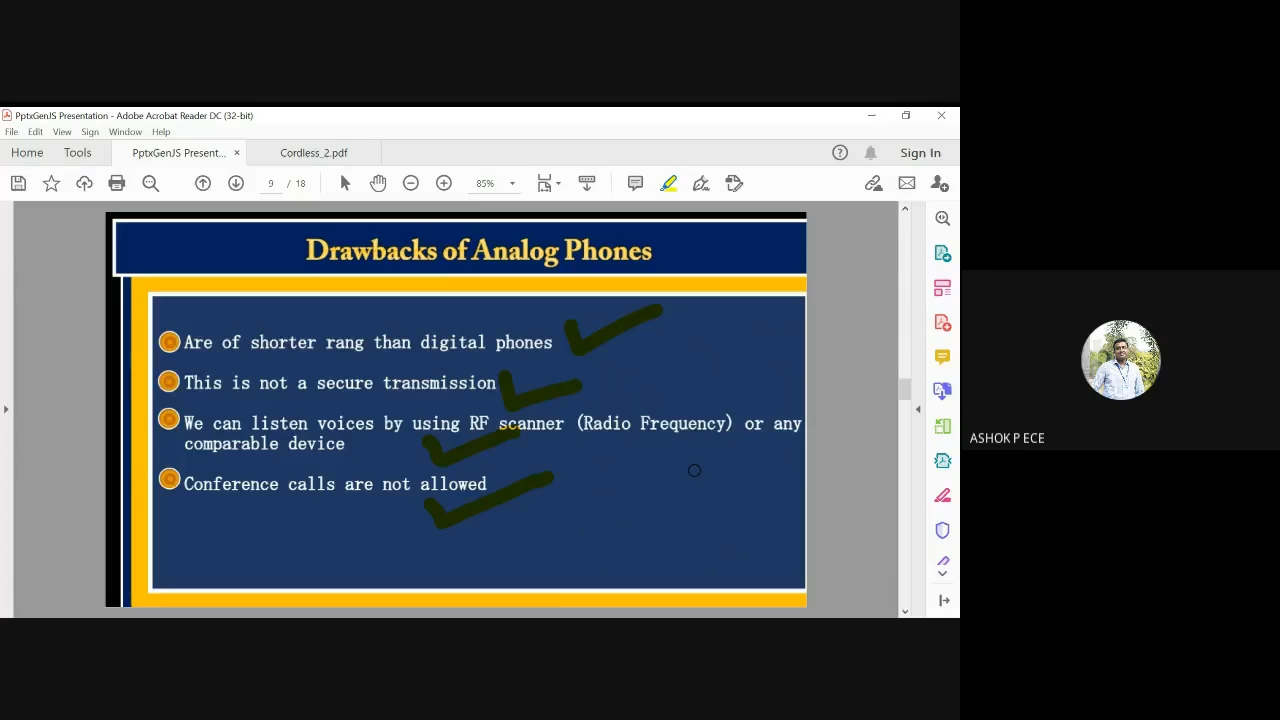 PptxGenJS Presentation - Adobe Acrobat Reader DC (32-bit)
File Edit View Sign Window Help
Home Tools PptxGenJS Present... × Cordless_2.pdf Sign In
9 / 18 85%
Drawbacks of Analog Phones
Are of shorter rang than digital phones
This is not a secure transmission
We can listen voices by using RF scanner (Radio Frequency) or any
comparable device
Conference calls are not allowed
ASHOK P ECE